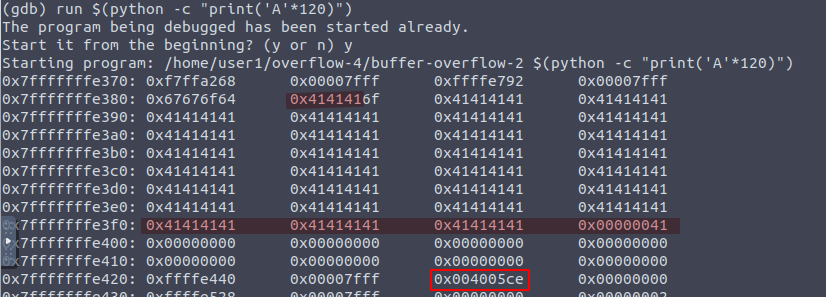 (gdb) run $(python -c "print('A'*120)")
The program being debugged has been started already.
Start it from the beginning? (y or n) y
Starting program: /home/user1/overflow-4/buffer-overflow-2 $(python -c "print('A'*120)")
0x7fffffffe370: 0xf7ffa268 0x00007fff 0xffffe792 0x00007fff
0x7fffffffe380: 0x67676f64 0x4141416f 0x41414141 0x41414141
0x7fffffffe390: 0x41414141 0x41414141 0x41414141 0x41414141
0x7fffffffe3a0: 0x41414141 0x41414141 0x41414141 0x41414141
0x7fffffffe3b0: 0x41414141 0x41414141 0x41414141 0x41414141
0x7fffffffe3c0: 0x41414141 0x41414141 0x41414141 0x41414141
0x7fffffffe3d0: 0x41414141 0x41414141 0x41414141 0x41414141
0x7fffffffe3e0: 0x41414141 0x41414141 0x41414141 0x41414141
0x7fffffffe3f0: 0x41414141 0x41414141 0x41414141 0x00000041
0x7fffffffe400: 0x00000000 0x00000000 0x00000000 0x00000000
0x7fffffffe410: 0x00000000 0x00000000 0x00000000 0x00000000
0x7fffffffe420: 0xffffe440 0x00007fff 0x004005ce 0x00000000
0x7fffffffe430: 0xffffe528 0x00007fff 0x00000000 0x00000002